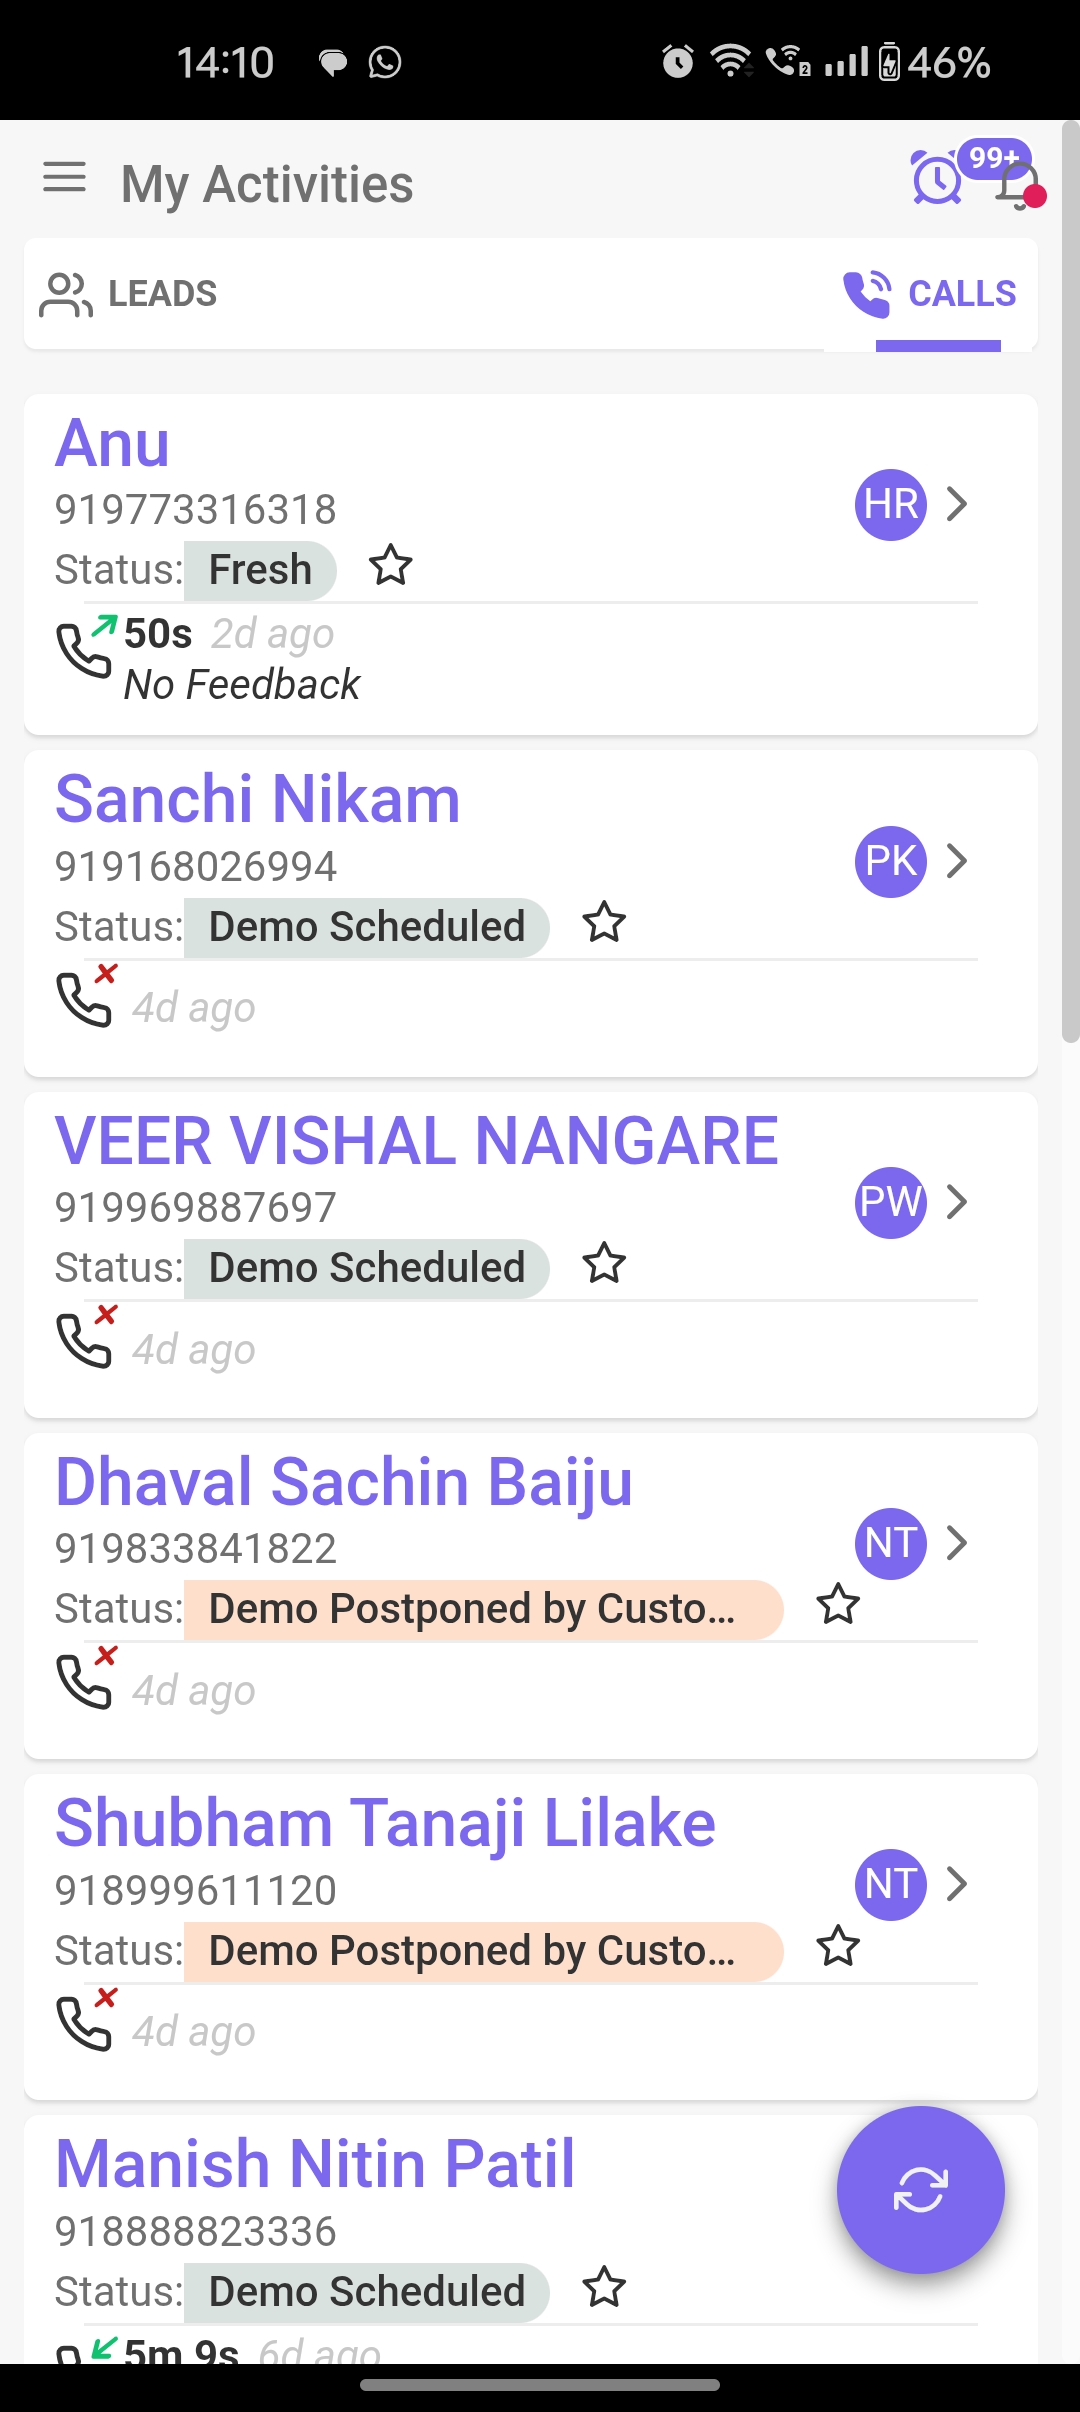 14:10
2
46%
My Activities
99+
LEADS
CALLS
Anu
919773316318
HR
Status: Fresh
50s 2d ago
No Feedback
Sanchi Nikam
919168026994
PK
Status: Demo Scheduled
4d ago
VEER VISHAL NANGARE
919969887697
PW
Status: Demo Scheduled
4d ago
Dhaval Sachin Baijju
919833841822
NT
Status: Demo Postponed by Custo...
4d ago
Shubham Tanaji Lilake
918999611120
NT
Status: Demo Postponed by Custo...
4d ago
Manish Nitin Patil
918888823336
Status: Demo Scheduled
5m 9s 6d ago